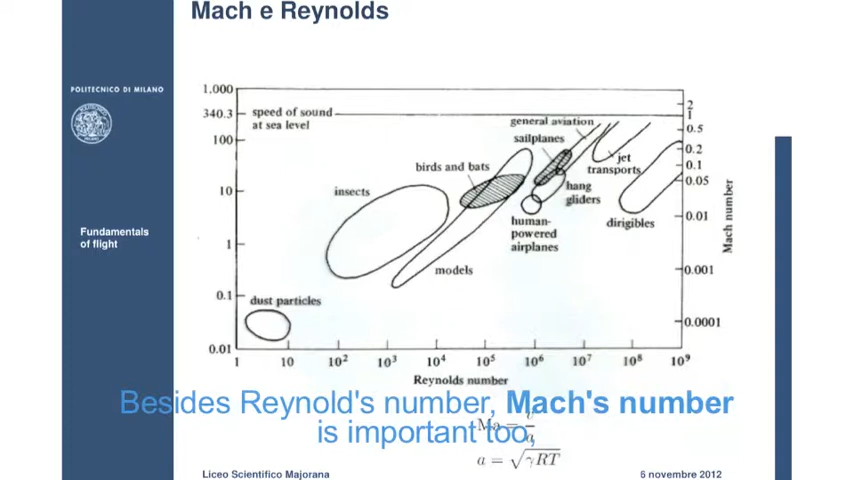 Mach e Reynolds
POLITECNICO DI MILANO
Fundamentals
of flight
1.000
340.3
100
10
1
0.1
0.01
speed of sound
at sea level
general aviation
sailplanes
birds and bats
insects
jet
transports
hang
gliders
dirigibles
human-
powered
airplanes
models
dust particles
2
1
0.5
0.2
0.1
0.05
0.01
0.001
0.0001
Mach number
1 10 10² 10³ 10⁴ 10⁵ 10⁶ 10⁷ 10⁸ 10⁹
Reynolds number
Besides Reynold's number, Mach's number
is important too,
Ma =
a = √γRT
Liceo Scientifico Majorana
6 novembre 2012